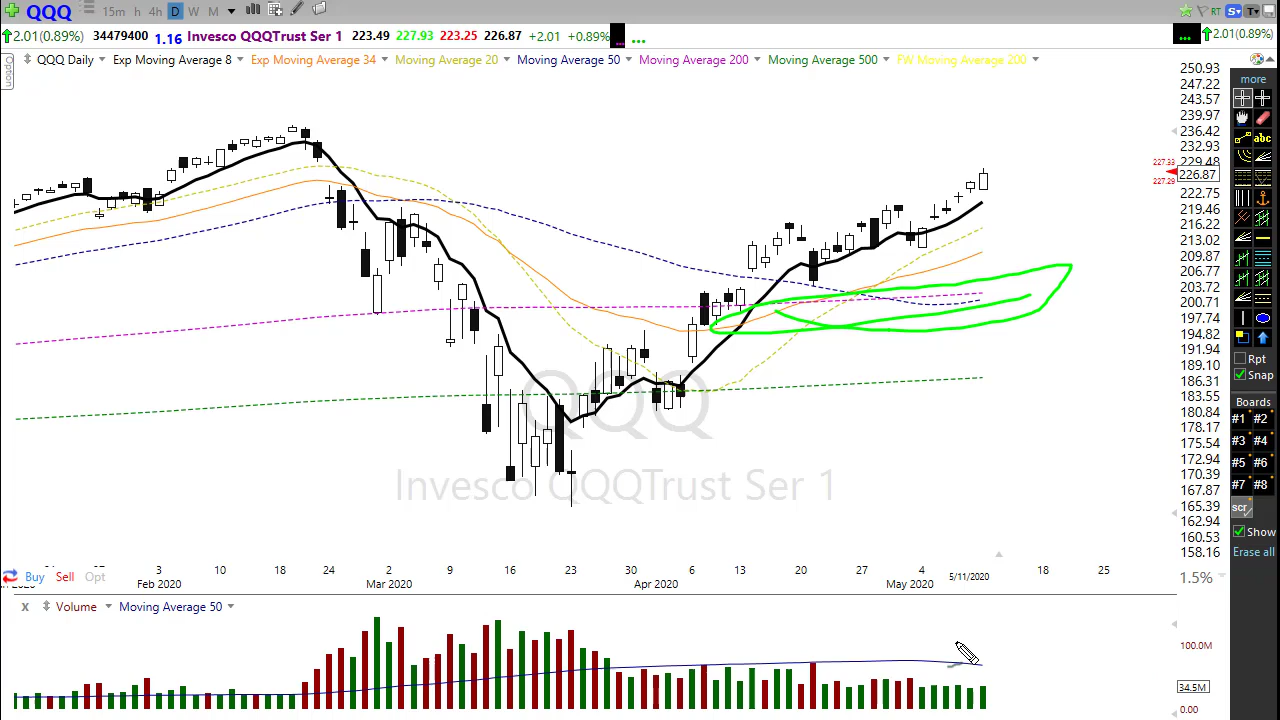 QQQ 15m h 4h D W M RT S T
2.01(0.89%) 34479400 1.16 Invesco QQQTrust Ser 1 223.49 227.93 223.25 226.87 +2.01 +0.89% ... ... 2.01(0.89%)
Option
QQQ Daily Exp Moving Average 8 Exp Moving Average 34 Moving Average 20 Moving Average 50 Moving Average 200 Moving Average 500 FW Moving Average 200
250.93
247.22
243.57
239.97
236.42
232.93
229.48
227.33
226.87
227.29
222.75
219.46
216.22
213.02
209.87
206.77
203.72
200.71
197.74
194.82
191.94
189.10
186.31
183.55
180.84
178.17
175.54
172.94
170.39
167.87
165.39
162.94
160.53
158.16
more
abc
Rpt
Snap
Boards
#1 #2
#3 #4
#5 #6
#7 #8
scr
Show
Erase all
QQQ
Invesco QQQTrust Ser 1
3 10 18 24 2 9 16 23 30 6 13 20 27 4 5/11/2020 18 25
Feb 2020 Mar 2020 Apr 2020 May 2020
Buy Sell Opt
1.5%
x Volume Moving Average 50
100.0M
34.5M
0.00